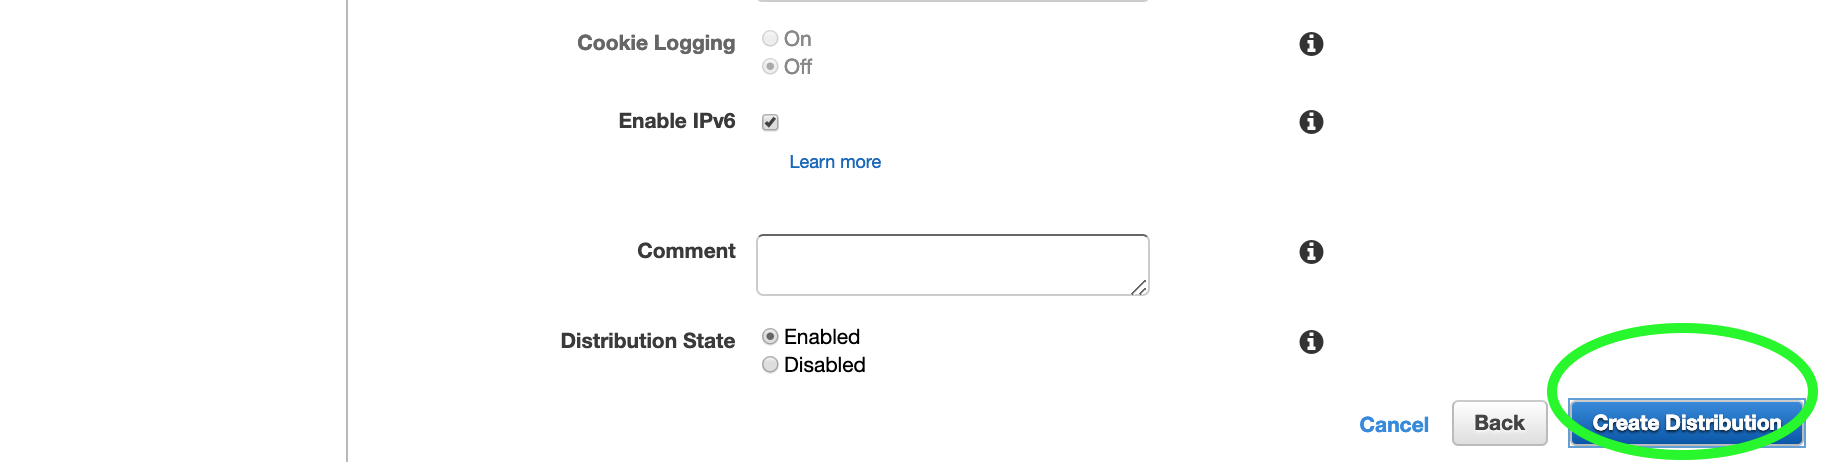 Cookie Logging
On
Off
Enable IPv6
Learn more
Comment
Distribution State
Enabled
Disabled
Cancel
Back
Create Distribution